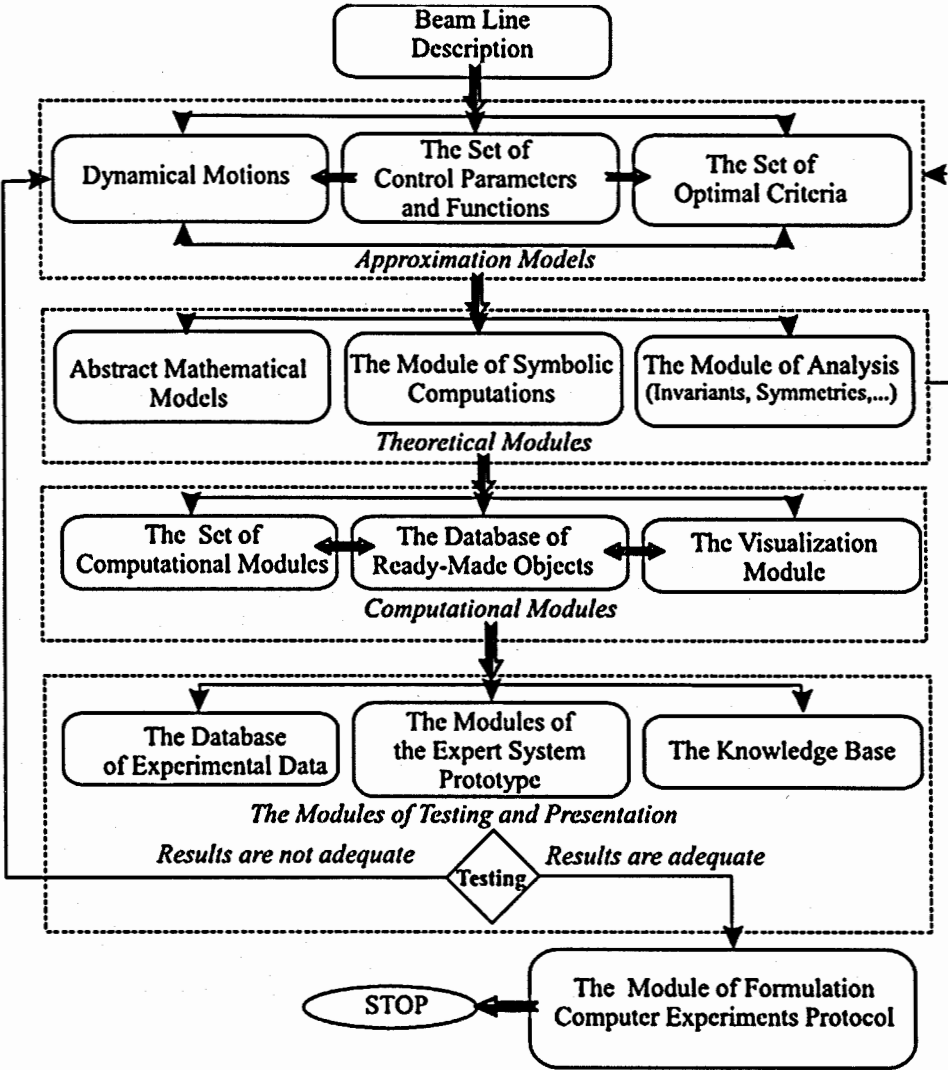 Beam Line
Description
Dynamical Motions
The Set of
Control Parameters
and Functions
The Set of
Optimal Criteria
Approximation Models
Abstract Mathematical
Models
The Module of Symbolic
Computations
The Module of Analysis
(Invariants, Symmetries,...)
Theoretical Modules
The Set of
Computational Modules
The Database of
Ready-Made Objects
The Visualization
Module
Computational Modules
The Database
of Experimental Data
The Modules of
the Expert System
Prototype
The Knowledge Base
The Modules of Testing and Presentation
Results are not adequate
Testing
Results are adequate
The Module of Formulation
Computer Experiments Protocol
STOP